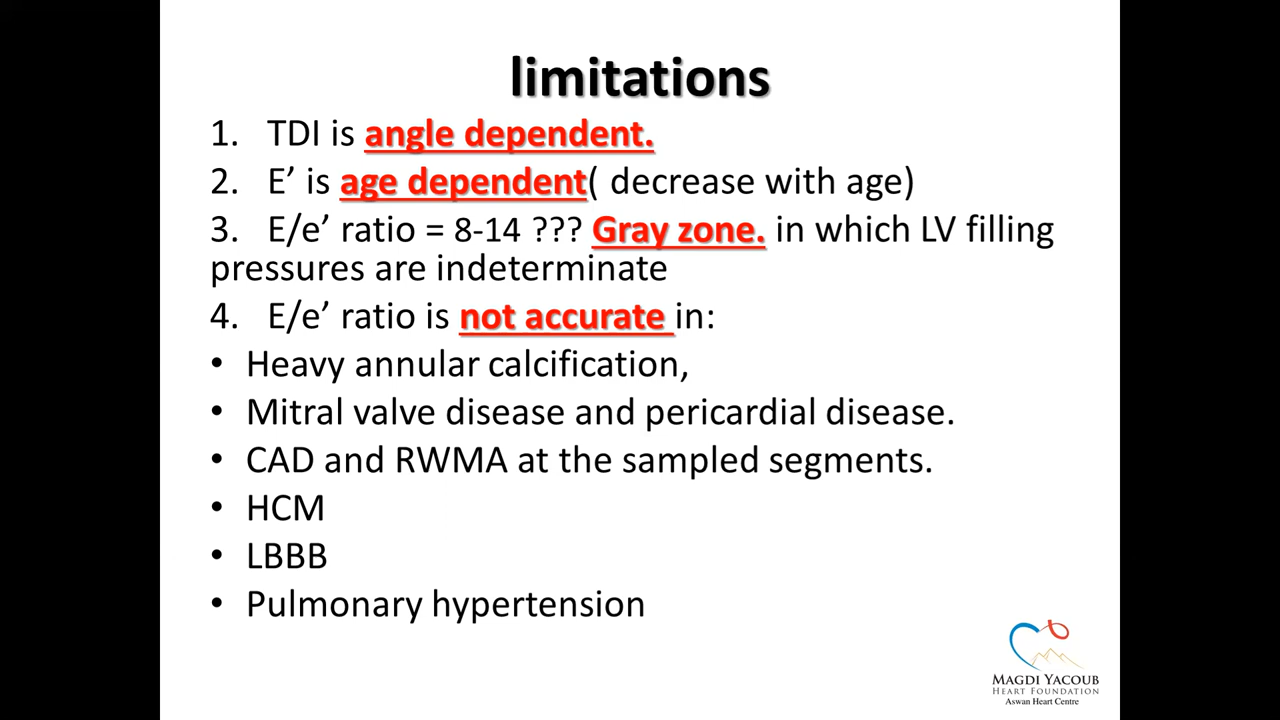 limitations
1. TDI is angle dependent.
2. E’ is age dependent( decrease with age)
3. E/e’ ratio = 8-14 ??? Gray zone. in which LV filling
pressures are indeterminate
4. E/e’ ratio is not accurate in:
• Heavy annular calcification,
• Mitral valve disease and pericardial disease.
• CAD and RWMA at the sampled segments.
• HCM
• LBBB
• Pulmonary hypertension
MAGDI YACOUB
HEART FOUNDATION
Aswan Heart Centre